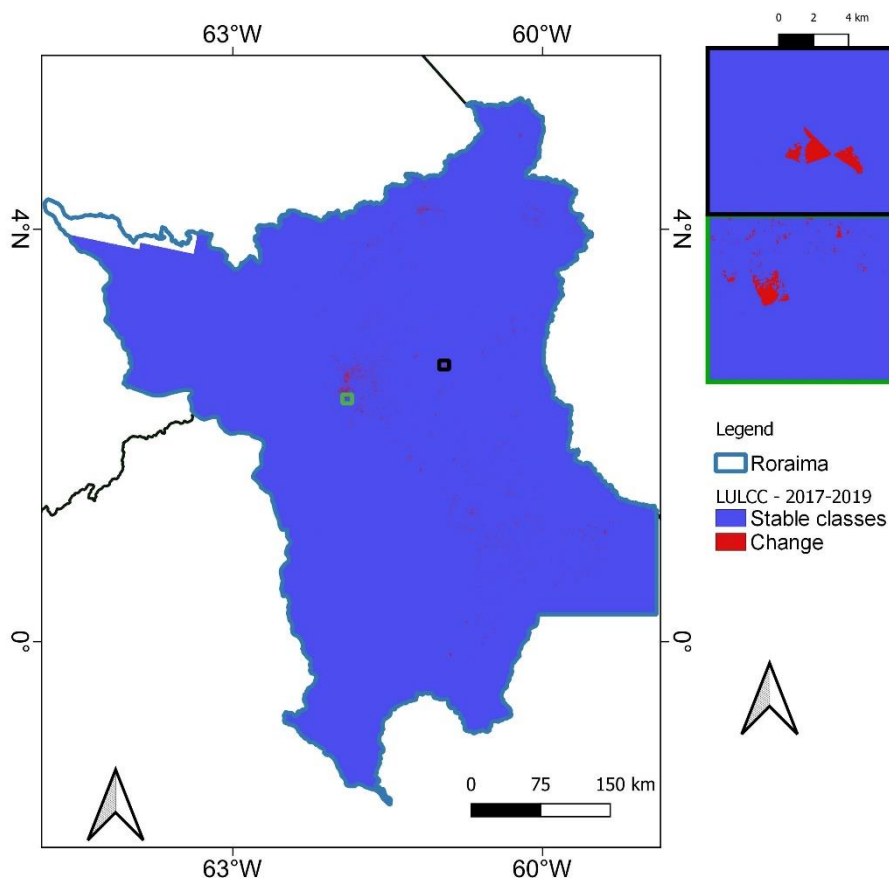 63°W 60°W
0 2 4 km
4°N 4°N
Legend
Roraima
LULCC - 2017-2019
Stable classes
Change
0° 0°
0 75 150 km
63°W 60°W